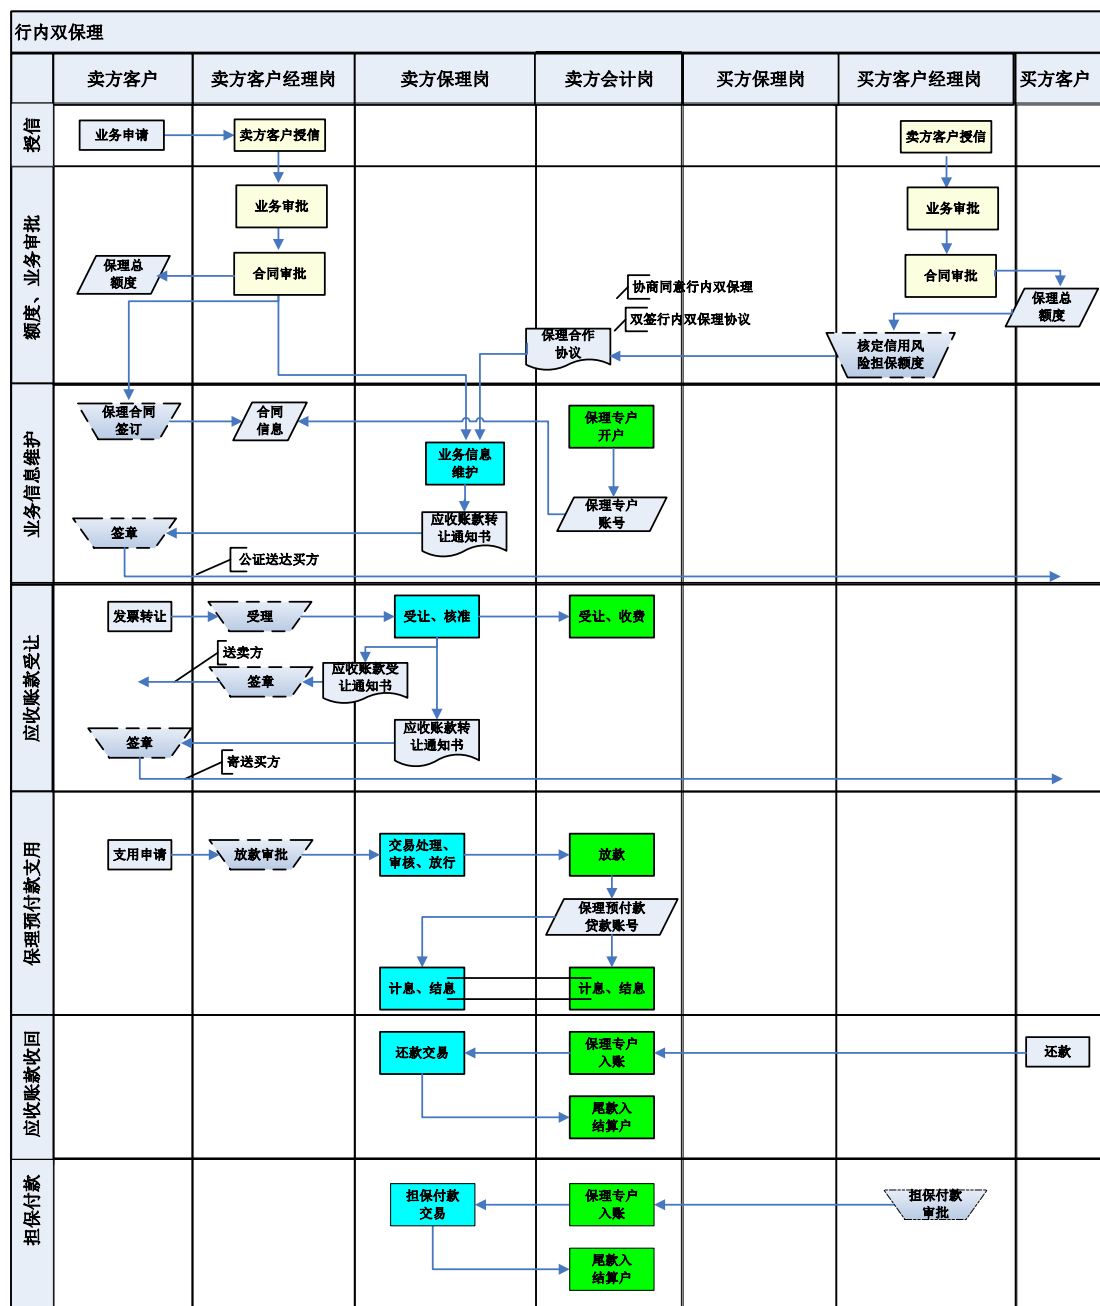 行内双保理
卖方客户
卖方客户经理岗
卖方保理岗
卖方会计岗
买方保理岗
买方客户经理岗
买方客户
授信
业务申请
卖方客户授信
卖方客户授信
额度、业务审批
业务审批
业务审批
保理总
额度
合同审批
合同审批
协商同意行内双保理
保理总
额度
双签行内双保理协议
保理合作
协议
核定信用风
险担保额度
业务信息维护
保理合同
签订
合同
信息
保理专户
开户
业务信息
维护
保理专户
账号
签章
应收账款转
让通知书
公证送达买方
应收账款受让
发票转让
受理
受让、核准
受让、收费
送卖方
签章
应收账款受
让通知书
签章
应收账款转
让通知书
寄送买方
保理预付款支用
支用申请
放款审批
交易处理、
审核、放行
放款
保理预付款
贷款账号
计息、结息
计息、结息
应收账款收回
还款交易
保理专户
入账
还款
尾款入
结算户
担保付款
担保付款
交易
保理专户
入账
担保付款
审批
尾款入
结算户